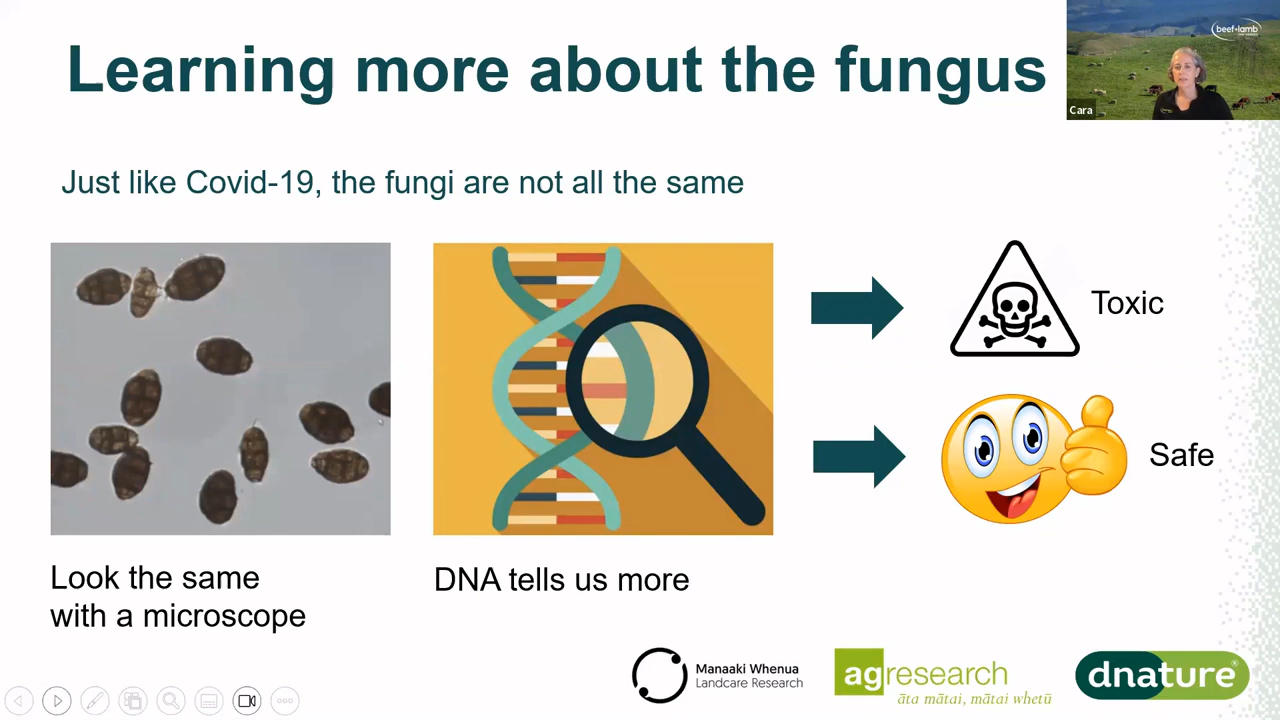 Learning more about the fungus
beef+lamb
Cara
Just like Covid-19, the fungi are not all the same
Toxic
Safe
Look the same
with a microscope
DNA tells us more
Manaaki Whenua
Landcare Research
agresearch
āta mātai, mātai whetū
dnature®